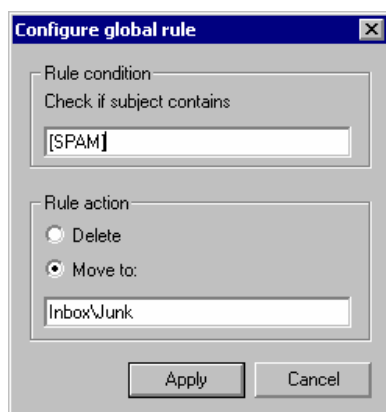 Configure global rule
Rule condition
Check if subject contains
[SPAM]
Rule action
Delete
Move to:
Inbox\Junk
Apply Cancel